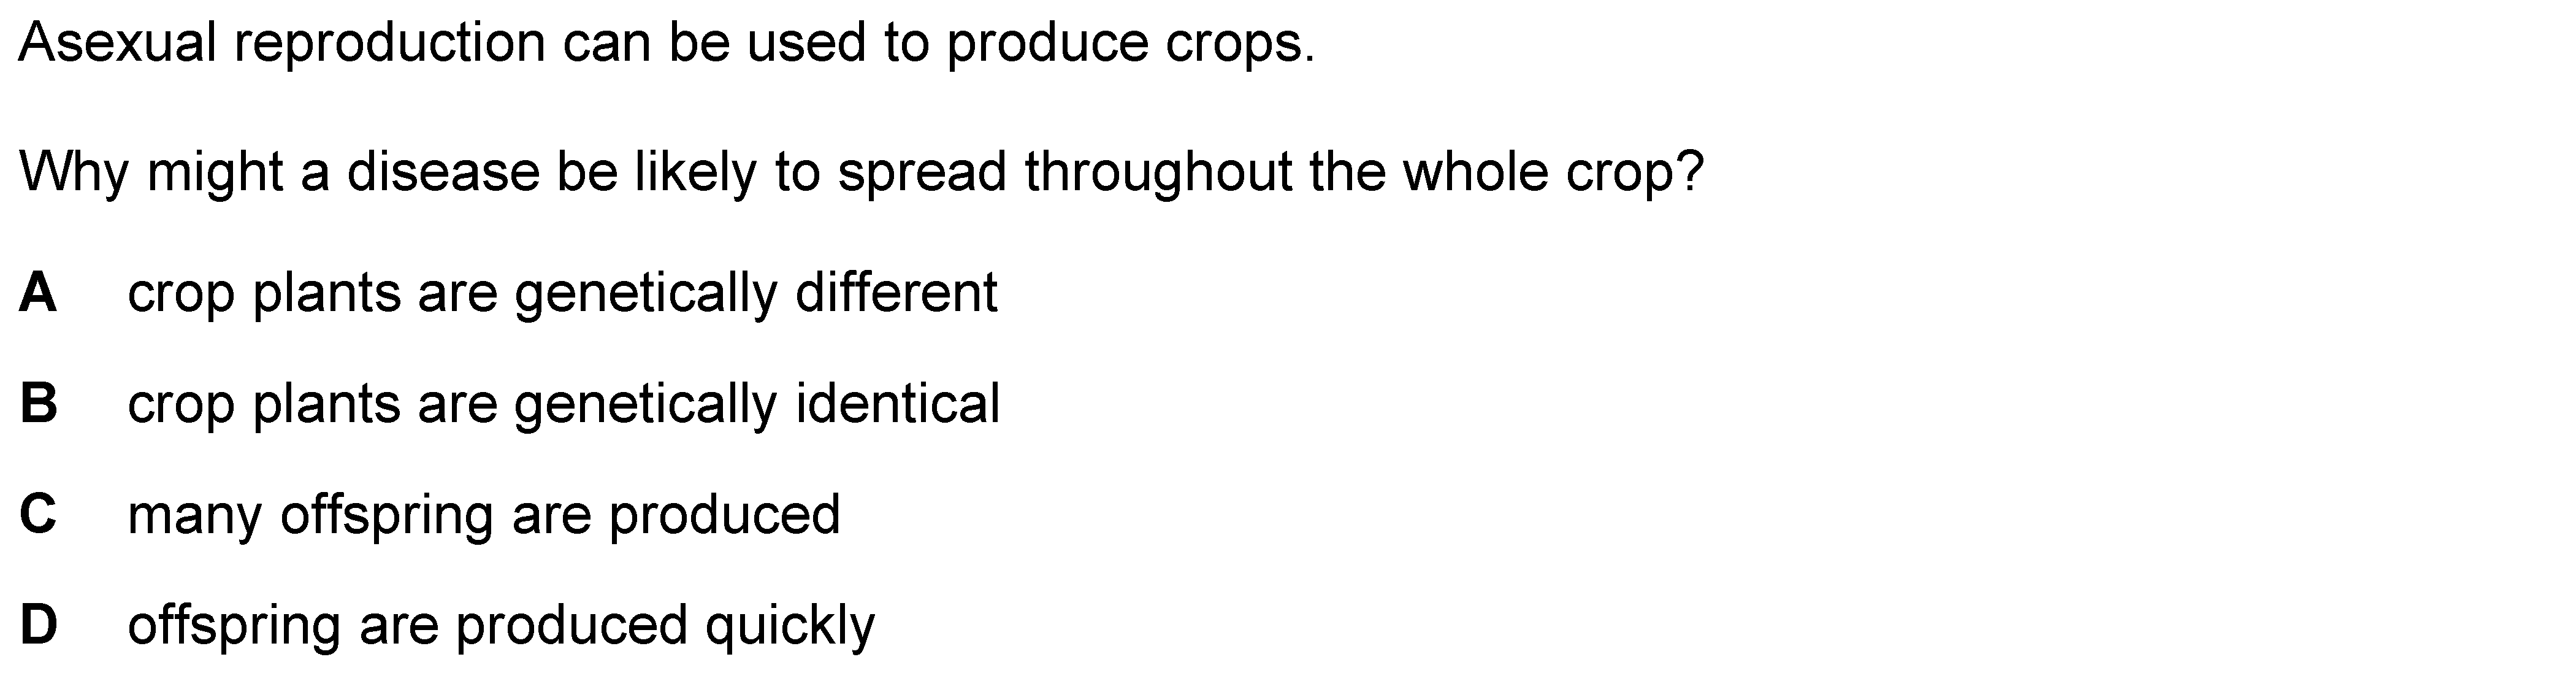 Asexual reproduction can be used to produce crops.
Why might a disease be likely to spread throughout the whole crop?
A crop plants are genetically different
B crop plants are genetically identical
C many offspring are produced
D offspring are produced quickly